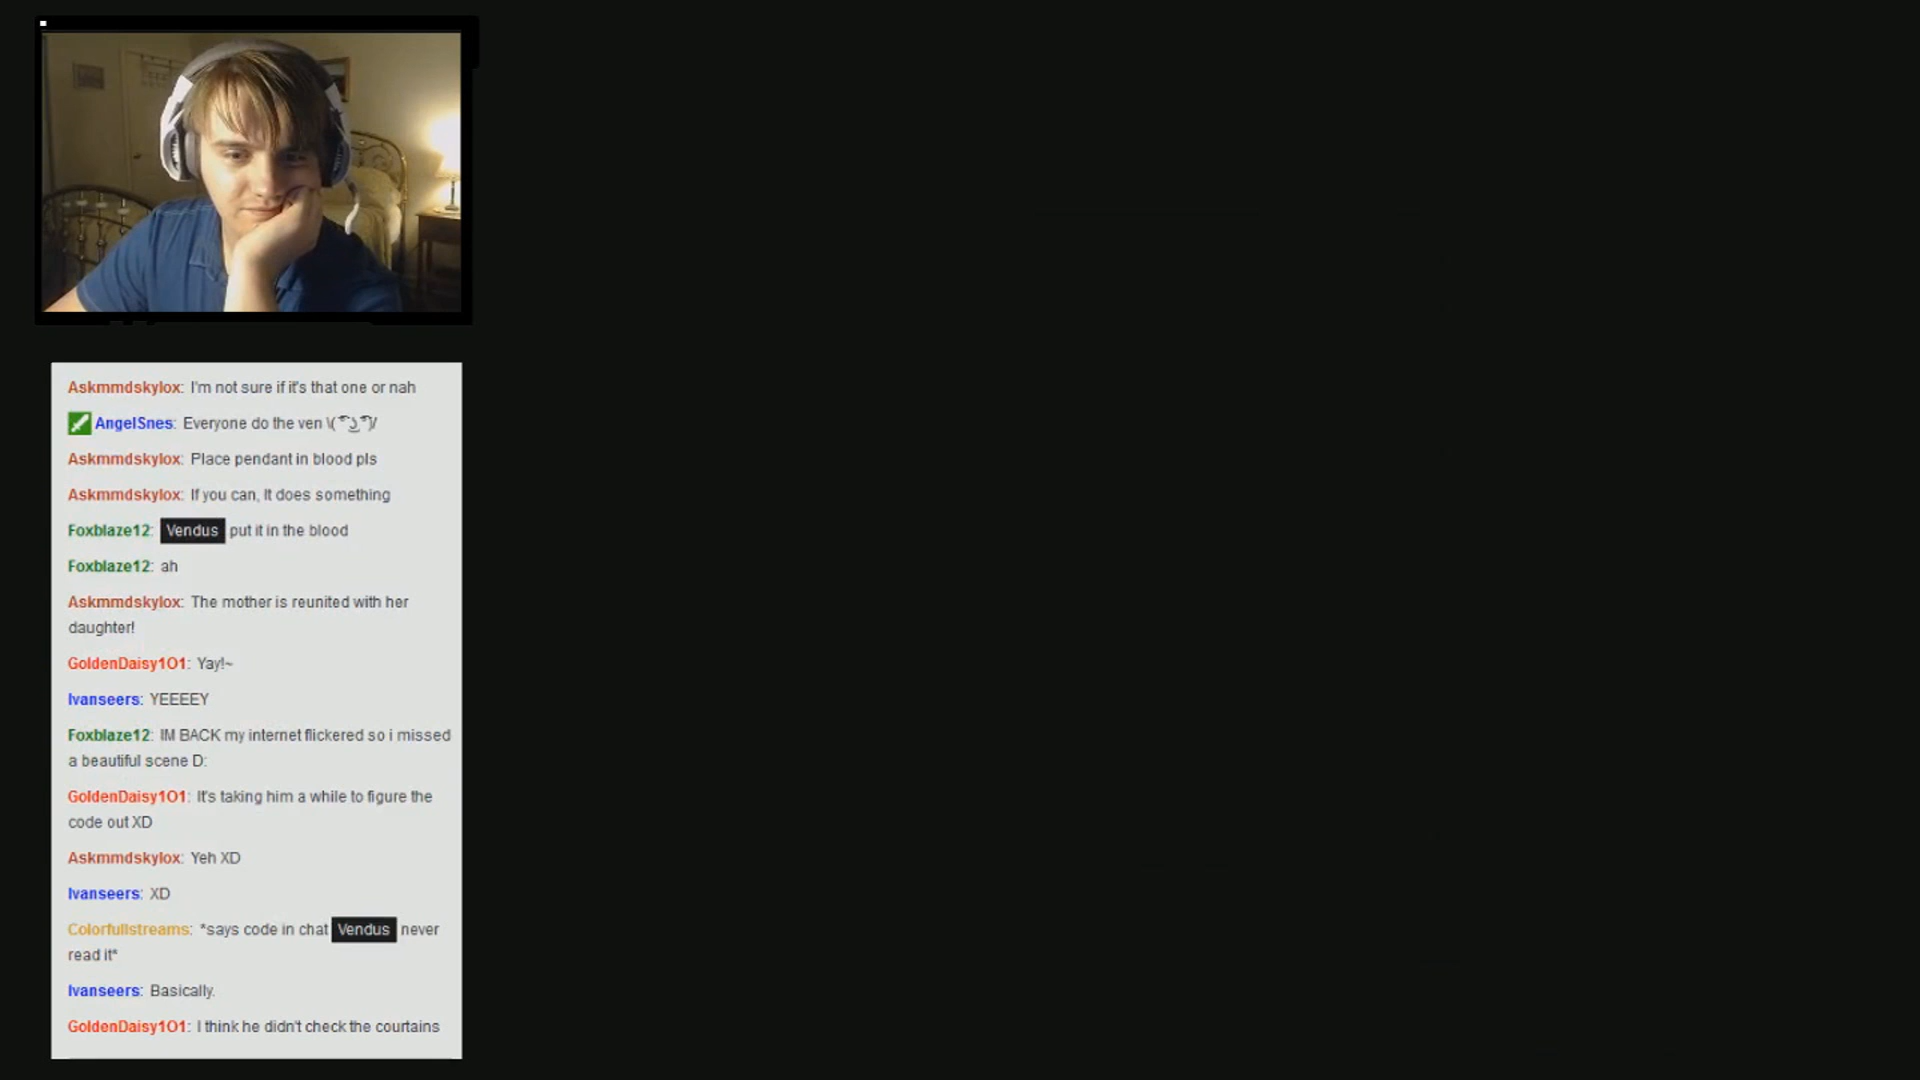 Askmmdskylox: I'm not sure if it's that one or nah
AngelSnes: Everyone do the ven \( ͡° ͜ʖ ͡°)/
Askmmdskylox: Place pendant in blood pls
Askmmdskylox: If you can, It does something
Foxblaze12: Vendus put it in the blood
Foxblaze12: ah
Askmmdskylox: The mother is reunited with her
daughter!
GoldenDaisy1O1: Yay!~
Ivanseers: YEEEEY
Foxblaze12: IM BACK my internet flickered so i missed
a beautiful scene D:
GoldenDaisy1O1: It's taking him a while to figure the
code out XD
Askmmdskylox: Yeh XD
Ivanseers: XD
Colorfullstreams: *says code in chat Vendus never
read it*
Ivanseers: Basically.
GoldenDaisy1O1: I think he didn't check the courtains